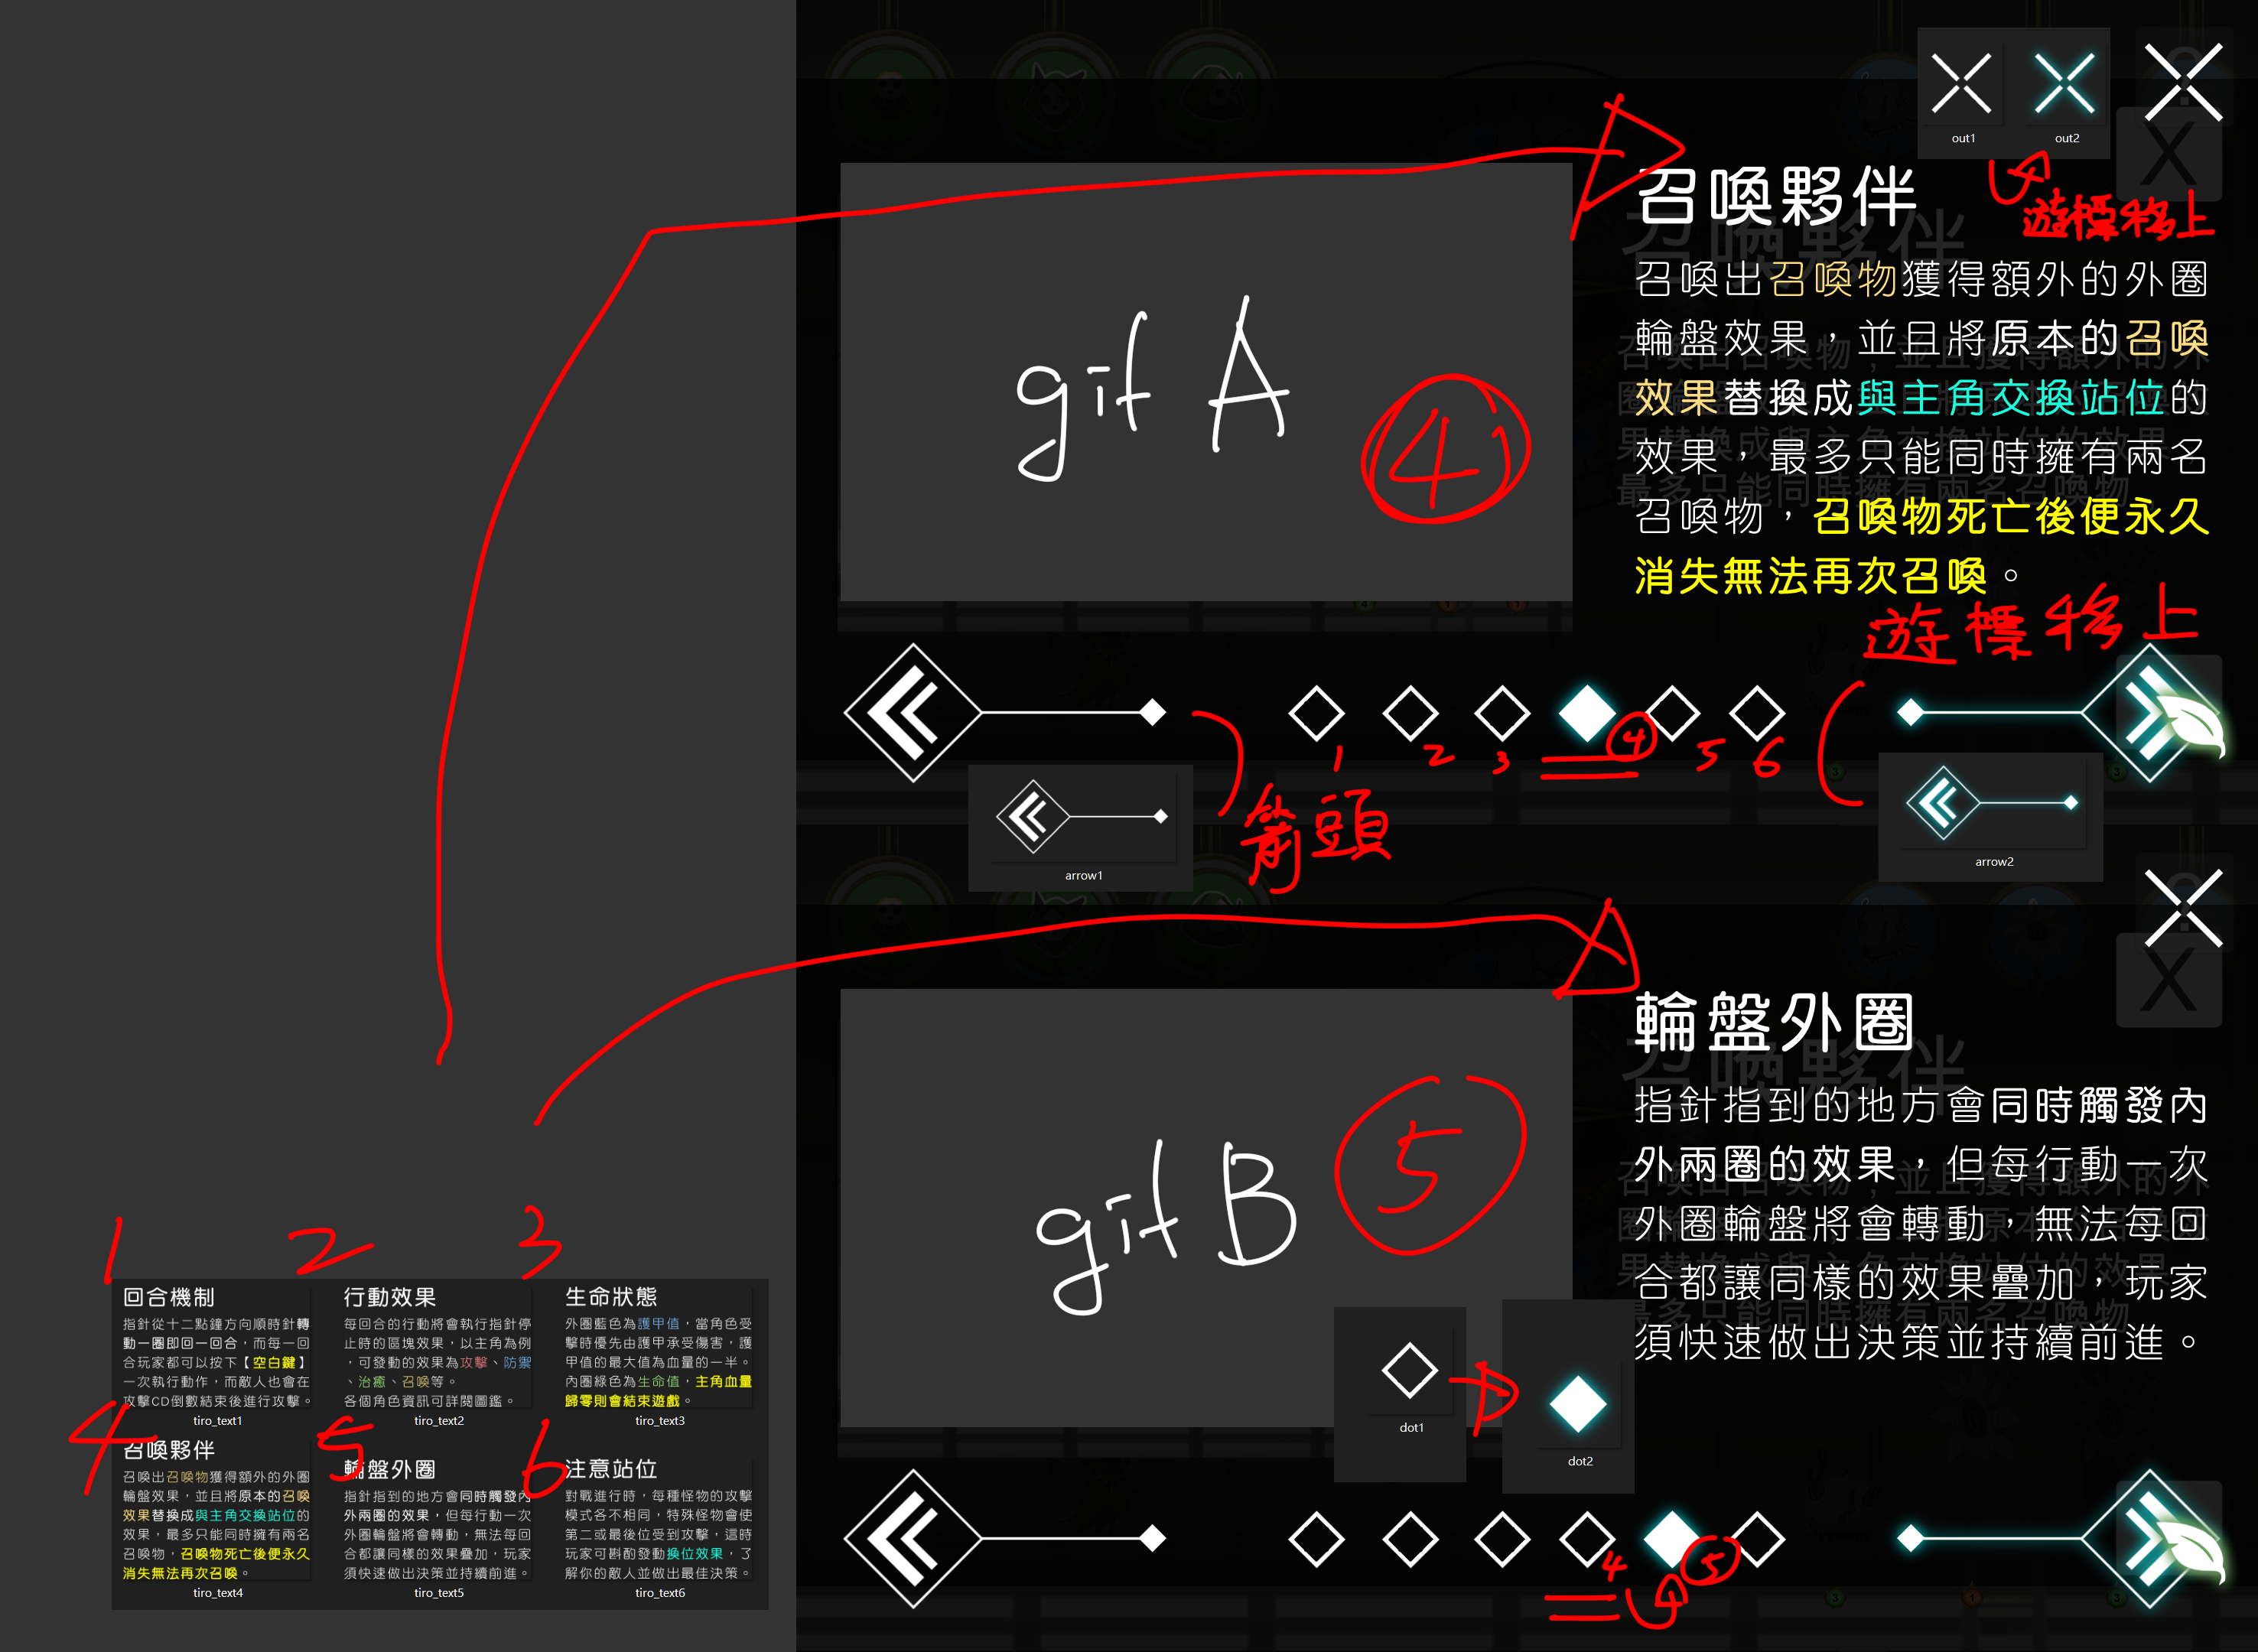 out1
out2
X
遊標移上
召喚夥伴
召喚出召喚物獲得額外的外圈
輪盤效果，並且將原本的召喚
效果替換成與主角交換站位的
效果，最多只能同時擁有兩名
召喚物，召喚物死亡後便永久
消失無法再次召喚。
gif A
4
遊標移上
1
2
3
4
5
6
箭頭
arrow1
arrow2
X
輪盤外圈
指針指到的地方會同時觸發內
外兩圈的效果，但每行動一次
外圈輪盤將會轉動，無法每回
合都讓同樣的效果疊加，玩家
須快速做出決策並持續前進。
gif B
5
dot1
dot2
4
5
1
回合機制
指針從十二點鐘方向順時針轉
動一圈即回一回合，而每一回
合玩家都可以按下【空白鍵】
一次執行動作，而敵人也會在
攻擊CD倒數結束後進行攻擊。
tiro_text1
2
行動效果
每回合的行動將會執行指針停
止時的區塊效果，以主角為例
，可發動的效果為攻擊、防禦
、治癒、召喚等。
各個角色資訊可詳閱圖鑑。
tiro_text2
3
生命狀態
外圈藍色為護甲值，當角色受
擊時優先由護甲承受傷害，護
甲值的最大值為血量的一半。
內圈綠色為生命值，主角血量
歸零則會結束遊戲。
tiro_text3
4
召喚夥伴
召喚出召喚物獲得額外的外圈
輪盤效果，並且將原本的召喚
效果替換成與主角交換站位的
效果，最多只能同時擁有兩名
召喚物，召喚物死亡後便永久
消失無法再次召喚。
tiro_text4
5
輪盤外圈
指針指到的地方會同時觸發內
外兩圈的效果，但每行動一次
外圈輪盤將會轉動，無法每回
合都讓同樣的效果疊加，玩家
須快速做出決策並持續前進。
tiro_text5
6
注意站位
對戰進行時，每種怪物的攻擊
模式各不相同，特殊怪物會使
第二或最後位受到攻擊，這時
玩家可斟酌發動換位效果，了
解你的敵人並做出最佳決策。
tiro_text6